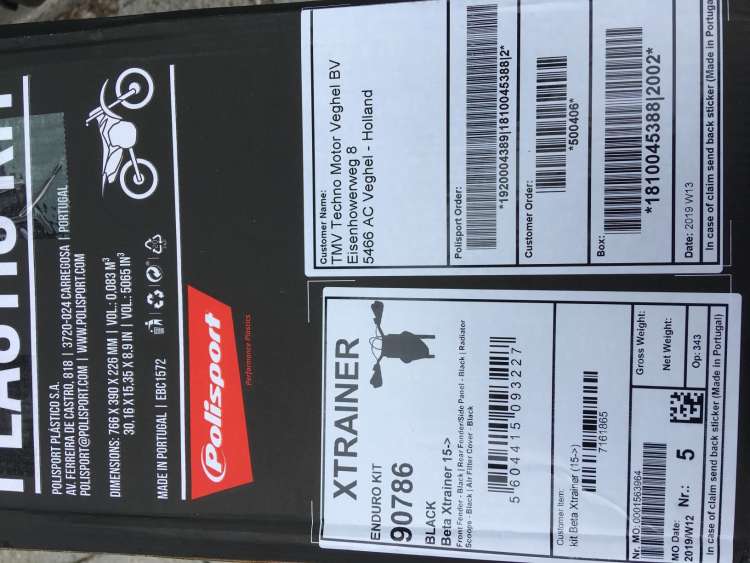 PLASTIC KIT
POLISPORT PLÁSTICO S.A.
AV. FERREIRA DE CASTRO, 818 | 3720-024 CARREGOSA | PORTUGAL
POLISPORT@POLISPORT.COM | WWW.POLISPORT.COM
DIMENSIONS: 766 X 390 X 226 MM | VOL.: 0,083 M³
30.16 X 15,35 X 8.9 IN | VOL.: 5065 IN³
MADE IN PORTUGAL | EBC1572
Polisport
Performance Plastics
XTRAINER
ENDURO KIT
90786
BLACK
Beta Xtrainer 15->
Front Fender - Black | Rear Fender/Side Panel - Black | Radiator
Scoops - Black | Air Filter Cover - Black
5 604415 093227
Customer Item:
kit Beta Xtrainer (15->)
7161865
Nr. MO: 0001563964
MO Date:
2019/W12
Nr.: 5
Gross Weight:
Net Weight:
Op: 343
In case of claim send back sticker (Made in Portugal)
Customer Name:
TMV Techno Motor Veghel BV
Eisenhowerweg 8
5466 AC Veghel - Holland
Polisport Order:
*1920004389|1810045388|2*
Customer Order:
*500406*
Box:
*1810045388|2002*
Date: 2019 W13
In case of claim send back sticker (Made in Portugal